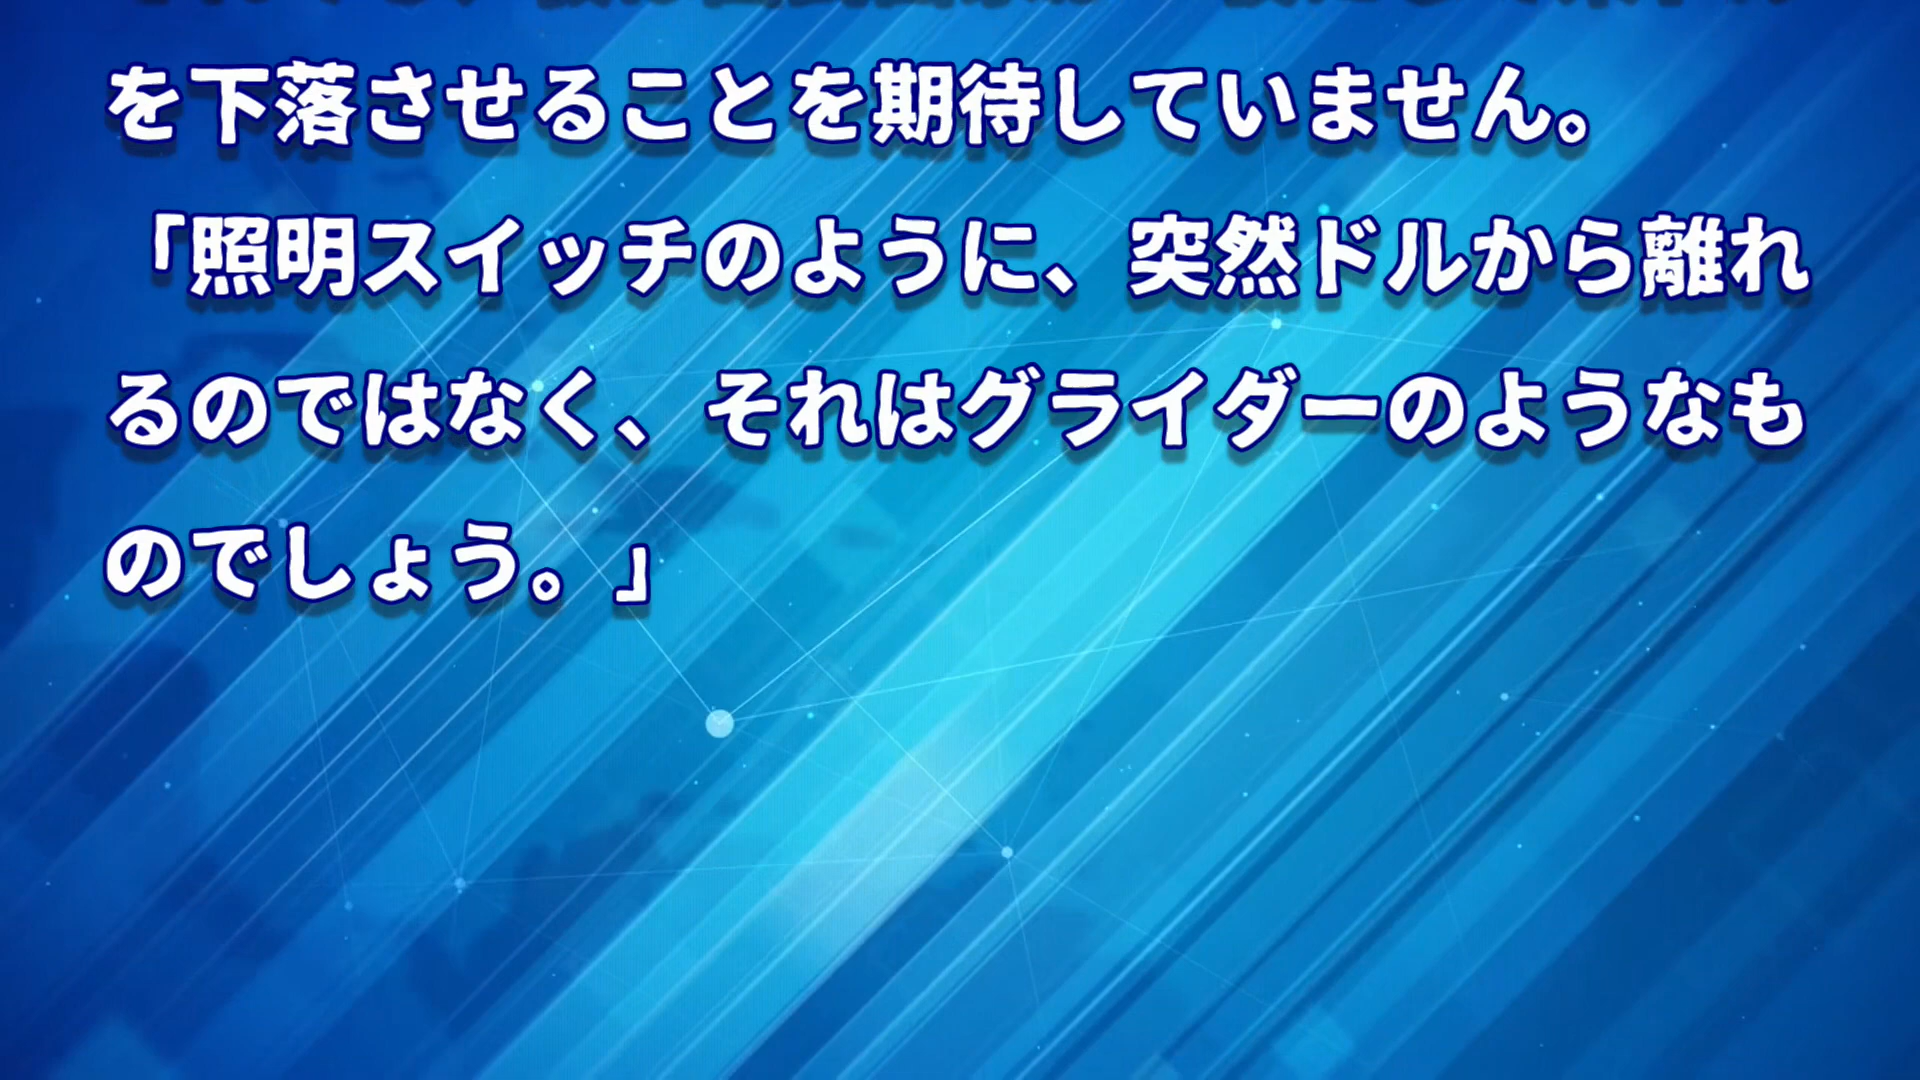 を下落させることを期待していません。
「照明スイッチのように、突然ドルから離れ
るのではなく、それはグライダーのようなも
のでしょう。」